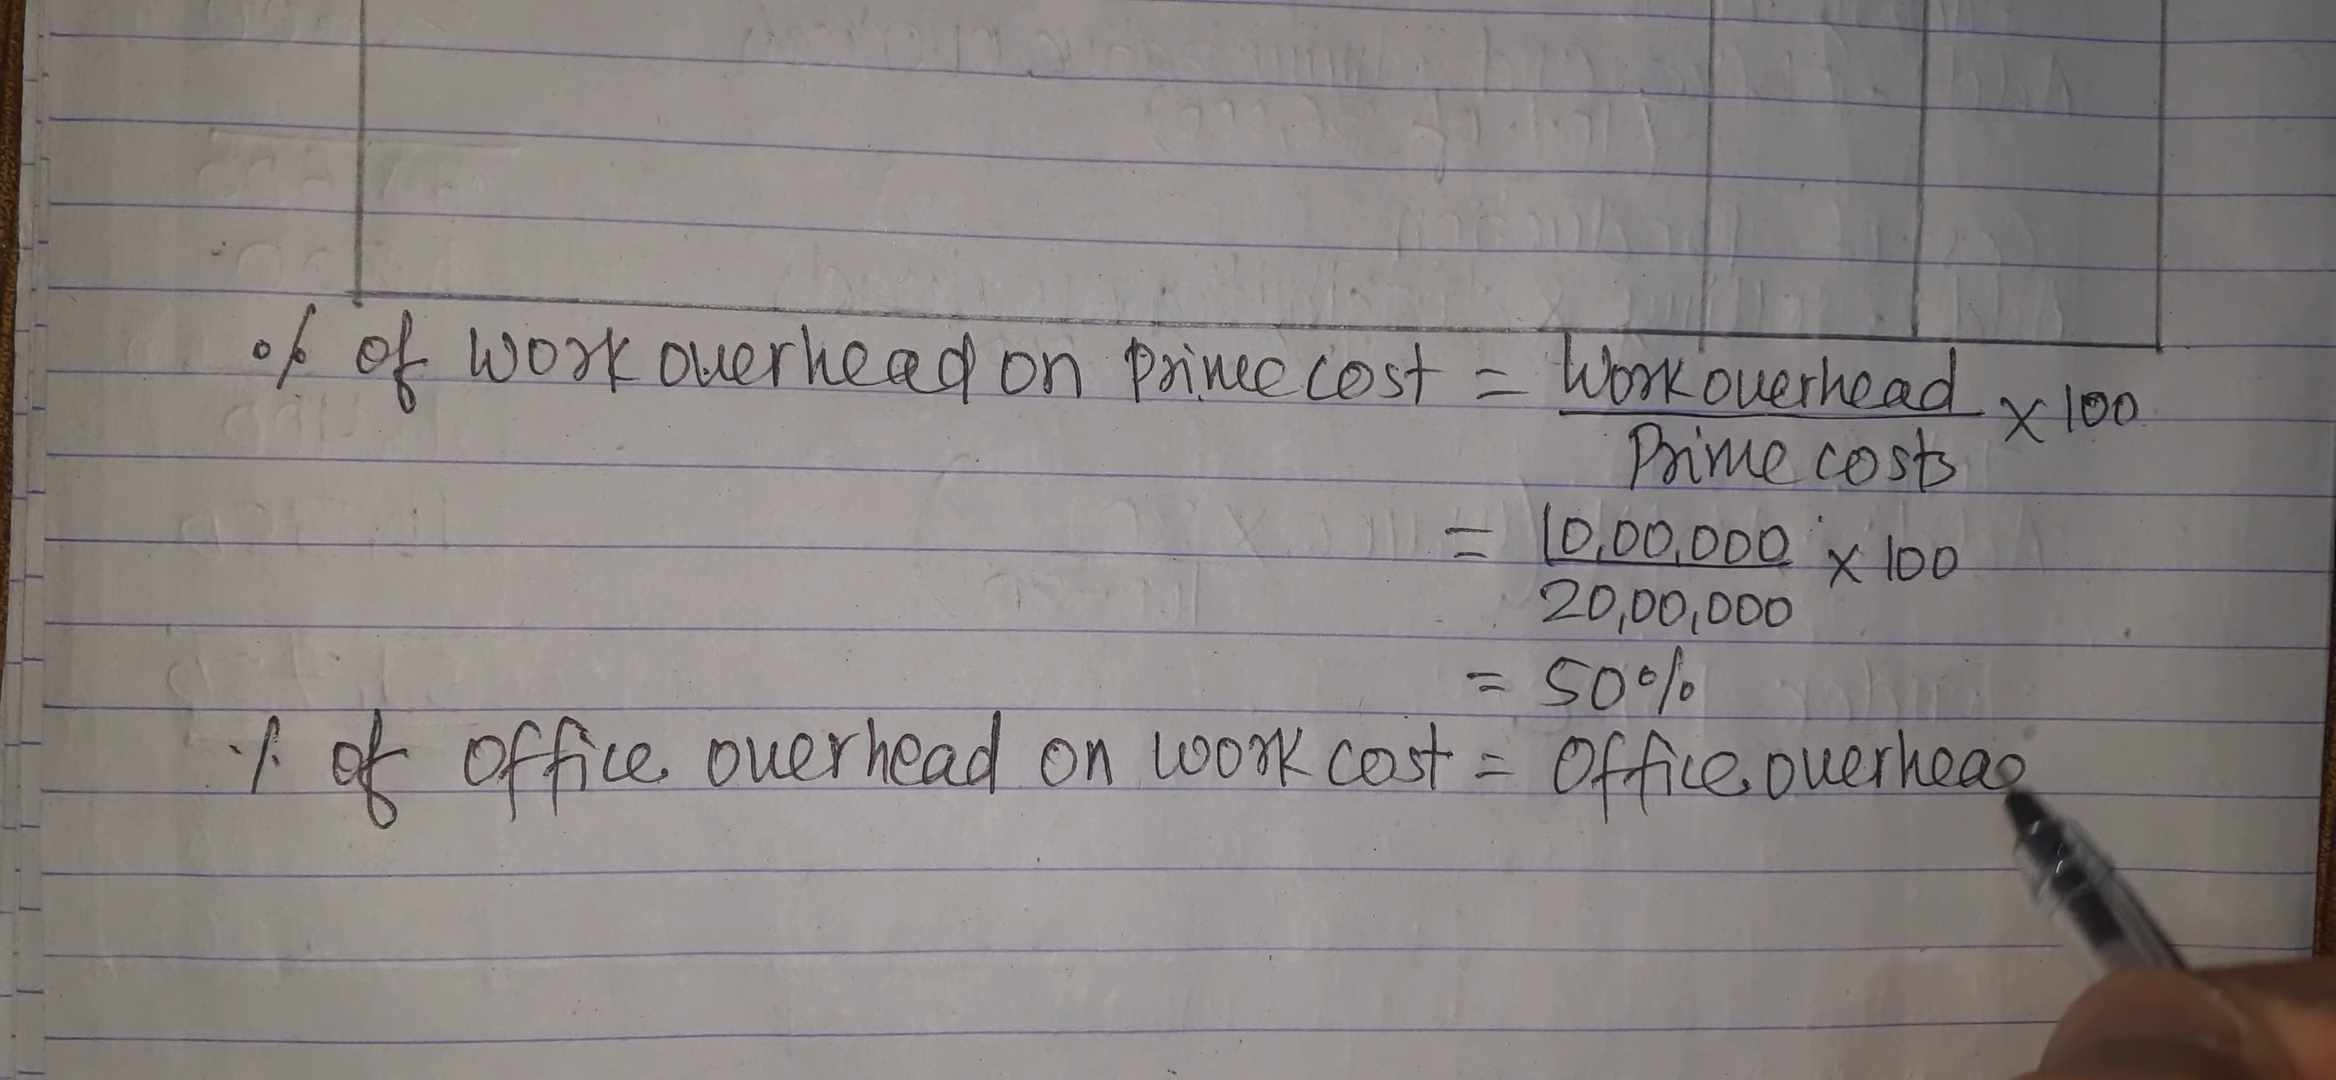 % of Work overhead on Prime cost = Work overhead / Prime costs × 100
= 10,00,000 / 20,00,000 × 100
= 50%
% of Office overhead on work cost = Office overhead